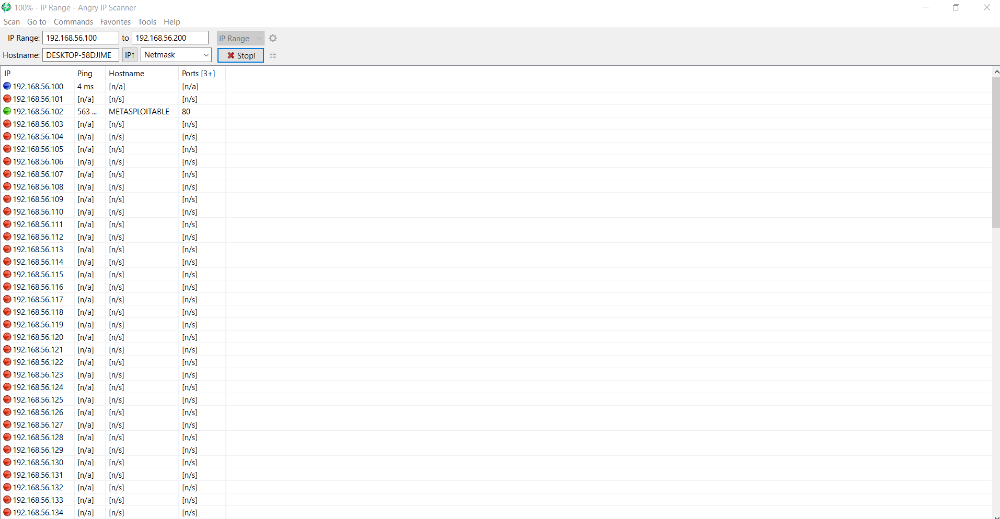 100% - IP Range - Angry IP Scanner
Scan Go to Commands Favorites Tools Help
IP Range: 192.168.56.100 to 192.168.56.200 IP Range
Hostname: DESKTOP-58DJIME IP↑ Netmask Stop!
IP Ping Hostname Ports [3+]
192.168.56.100 4 ms [n/a] [n/a]
192.168.56.101 [n/a] [n/s] [n/s]
192.168.56.102 563 ... METASPLOITABLE 80
192.168.56.103 [n/a] [n/s] [n/s]
192.168.56.104 [n/a] [n/s] [n/s]
192.168.56.105 [n/a] [n/s] [n/s]
192.168.56.106 [n/a] [n/s] [n/s]
192.168.56.107 [n/a] [n/s] [n/s]
192.168.56.108 [n/a] [n/s] [n/s]
192.168.56.109 [n/a] [n/s] [n/s]
192.168.56.110 [n/a] [n/s] [n/s]
192.168.56.111 [n/a] [n/s] [n/s]
192.168.56.112 [n/a] [n/s] [n/s]
192.168.56.113 [n/a] [n/s] [n/s]
192.168.56.114 [n/a] [n/s] [n/s]
192.168.56.115 [n/a] [n/s] [n/s]
192.168.56.116 [n/a] [n/s] [n/s]
192.168.56.117 [n/a] [n/s] [n/s]
192.168.56.118 [n/a] [n/s] [n/s]
192.168.56.119 [n/a] [n/s] [n/s]
192.168.56.120 [n/a] [n/s] [n/s]
192.168.56.121 [n/a] [n/s] [n/s]
192.168.56.122 [n/a] [n/s] [n/s]
192.168.56.123 [n/a] [n/s] [n/s]
192.168.56.124 [n/a] [n/s] [n/s]
192.168.56.125 [n/a] [n/s] [n/s]
192.168.56.126 [n/a] [n/s] [n/s]
192.168.56.127 [n/a] [n/s] [n/s]
192.168.56.128 [n/a] [n/s] [n/s]
192.168.56.129 [n/a] [n/s] [n/s]
192.168.56.130 [n/a] [n/s] [n/s]
192.168.56.131 [n/a] [n/s] [n/s]
192.168.56.132 [n/a] [n/s] [n/s]
192.168.56.133 [n/a] [n/s] [n/s]
192.168.56.134 [n/a] [n/s] [n/s]